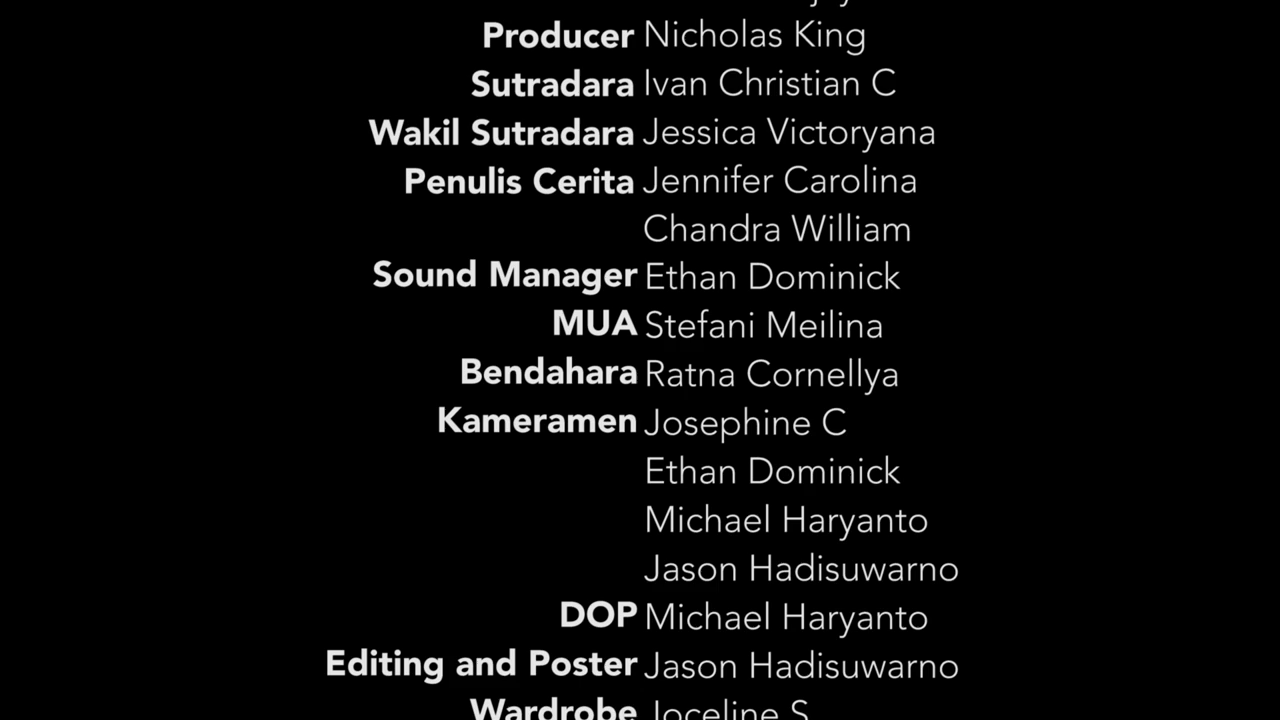 Producer Nicholas King
Sutradara Ivan Christian C
Wakil Sutradara Jessica Victoryana
Penulis Cerita Jennifer Carolina
Chandra William
Sound Manager Ethan Dominick
MUA Stefani Meilina
Bendahara Ratna Cornellya
Kameramen Josephine C
Ethan Dominick
Michael Haryanto
Jason Hadisuwarno
DOP Michael Haryanto
Editing and Poster Jason Hadisuwarno
Wardrobe Joceline S